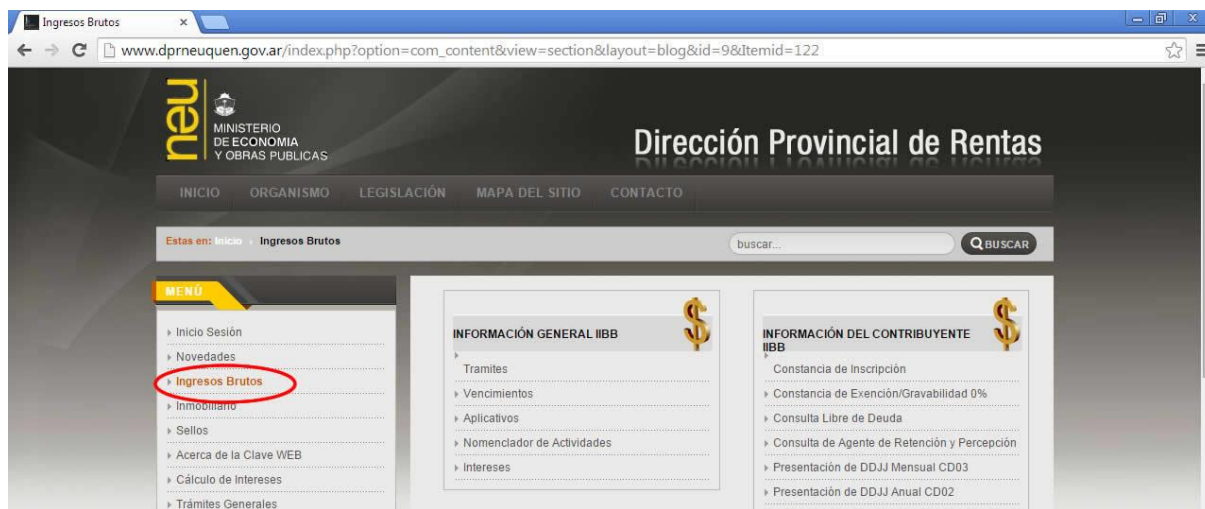 Ingresos Brutos
www.dprneuquen.gov.ar/index.php?option=com_content&view=section&layout=blog&id=9&Itemid=122
neu
MINISTERIO
DE ECONOMIA
Y OBRAS PUBLICAS
Dirección Provincial de Rentas
INICIO ORGANISMO LEGISLACIÓN MAPA DEL SITIO CONTACTO
Estas en: Inicio Ingresos Brutos
buscar... BUSCAR
MENÚ
Inicio Sesión
Novedades
Ingresos Brutos
Inmobiliario
Sellos
Acerca de la Clave WEB
Cálculo de Intereses
Trámites Generales
INFORMACIÓN GENERAL IIBB
Tramites
Vencimientos
Aplicativos
Nomenclador de Actividades
Intereses
INFORMACIÓN DEL CONTRIBUYENTE
IIBB
Constancia de Inscripción
Constancia de Exención/Gravabilidad 0%
Consulta Libre de Deuda
Consulta de Agente de Retención y Percepción
Presentación de DDJJ Mensual CD03
Presentación de DDJJ Anual CD02